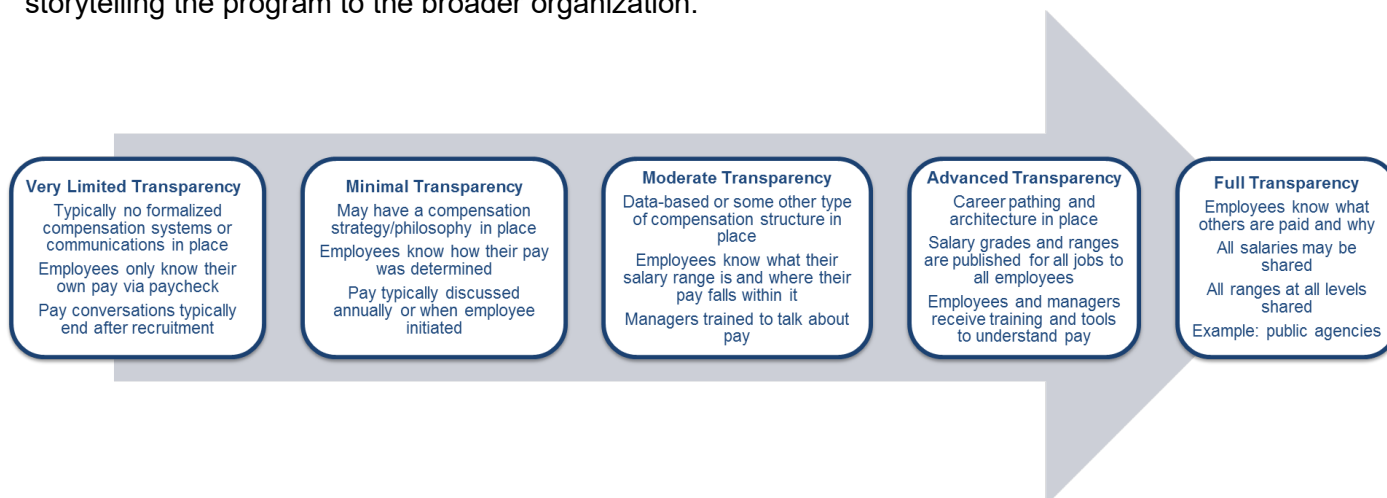 storytelling the program to the broader organization.
Very Limited Transparency
Typically no formalized
compensation systems or
communications in place
Employees only know their
own pay via paycheck
Pay conversations typically
end after recruitment
Minimal Transparency
May have a compensation
strategy/philosophy in place
Employees know how their pay
was determined
Pay typically discussed
annually or when employee
initiated
Moderate Transparency
Data-based or some other type
of compensation structure in
place
Employees know what their
salary range is and where their
pay falls within it
Managers trained to talk about
pay
Advanced Transparency
Career pathing and
architecture in place
Salary grades and ranges
are published for all jobs to
all employees
Employees and managers
receive training and tools
to understand pay
Full Transparency
Employees know what
others are paid and why
All salaries may be
shared
All ranges at all levels
shared
Example: public agencies